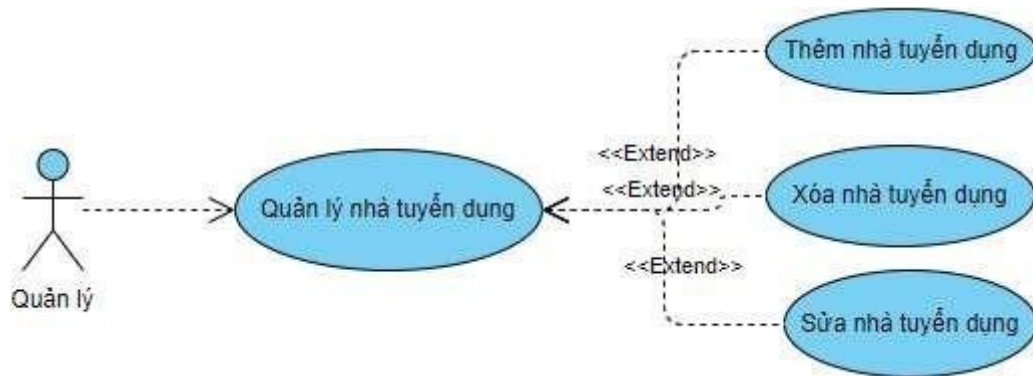 Thêm nhà tuyển dụng
<<Extend>>
<<Extend>>
Xóa nhà tuyển dụng
Quản lý nhà tuyển dụng
<<Extend>>
Quản lý
Sửa nhà tuyển dụng